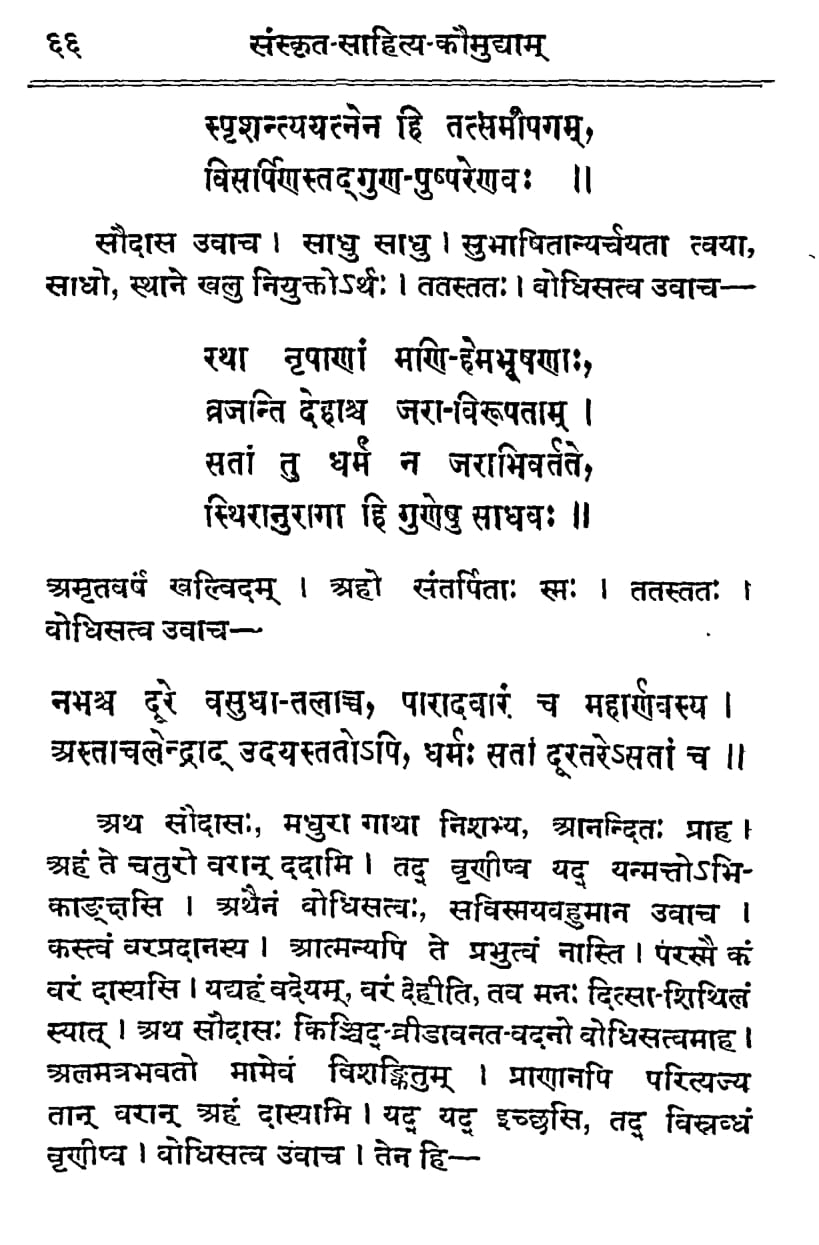 ६६ संस्कृत-साहित्य-कौमुद्याम्
स्पृशन्त्ययत्नेन हि तत्समीपगम्,
विसर्पिणस्तद्गुण-पुष्परेणवः ॥
सौदास उवाच । साधु साधु । सुभाषितान्यर्चयता त्वया,
साधो, स्थाने खलु नियुक्तोऽर्थः । ततस्ततः । बोधिसत्व उवाच—
रथा नृपाणां मणि-हेमभूषणाः,
व्रजन्ति देहाश्च जरा-विरूपताम् ।
सतां तु धर्मं न जराभिवर्तते,
स्थिरानुरागा हि गुणेषु साधवः ॥
अमृतवर्षं खल्विदम् । अहो संतर्पिताः स्मः । ततस्ततः ।
बोधिसत्व उवाच—
नभश्च दूरे वसुधा-तलाच्च, पारादवारं च महार्णवस्य ।
अस्ताचलेन्द्राद् उदयस्ततोऽपि, धर्मः सतां दूरतरेऽसतां च ॥
अथ सौदासः, मधुरा गाथा निशभ्य, आनन्दितः प्राह ।
अहं ते चतुरो वरान् ददामि । तद् वृणीष्व यद् यन्मत्तोऽभि-
काङ्क्षसि । अथैनं बोधिसत्वः, सविस्मयबहुमान उवाच ।
कस्त्वं वरप्रदानस्य । आत्मन्यपि ते प्रभुत्वं नास्ति । परस्मै कं
वरं दास्यसि । यद्यहं वदेयम्, वरं देहीति, तव मनः दित्सा-शिथिलं
स्यात् । अथ सौदासः किञ्चिद्-व्रीडावनत-वदनो बोधिसत्वमाह ।
अलमत्रभवतो मामेवं विशङ्कितुम् । प्राणानपि परित्यज्य
तान् वरान् अहं दास्यामि । यद् यद् इच्छसि, तद् विस्रब्धं
वृणीष्व । बोधिसत्व उवाच । तेन हि—